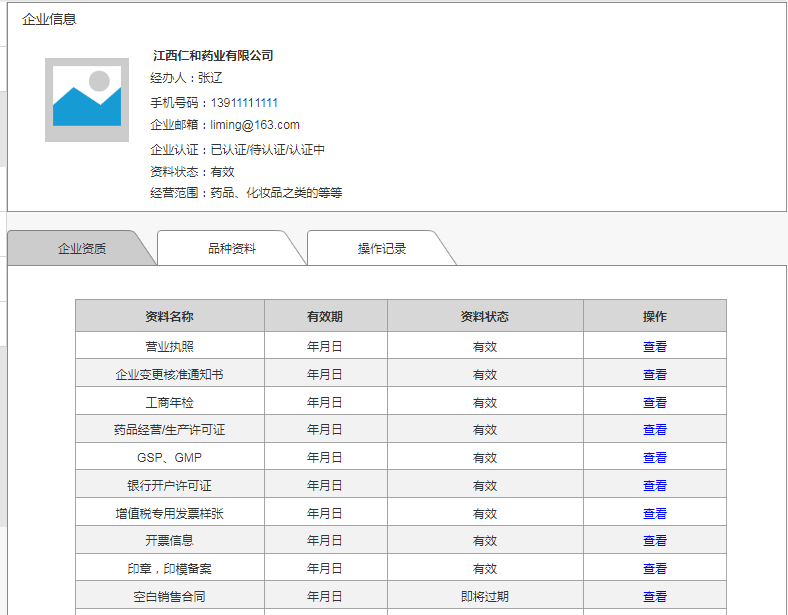 企业信息
江西仁和药业有限公司
经办人：张辽
手机号码：13911111111
企业邮箱：liming@163.com
企业认证：已认证/待认证/认证中
资料状态：有效
经营范围：药品、化妆品之类的等等
企业资质 品种资料 操作记录
资料名称 有效期 资料状态 操作
营业执照 年月日 有效 查看
企业变更核准通知书 年月日 有效 查看
工商年检 年月日 有效 查看
药品经营/生产许可证 年月日 有效 查看
GSP、GMP 年月日 有效 查看
银行开户许可证 年月日 有效 查看
增值税专用发票样张 年月日 有效 查看
开票信息 年月日 有效 查看
印章，印模备案 年月日 有效 查看
空白销售合同 年月日 即将过期 查看